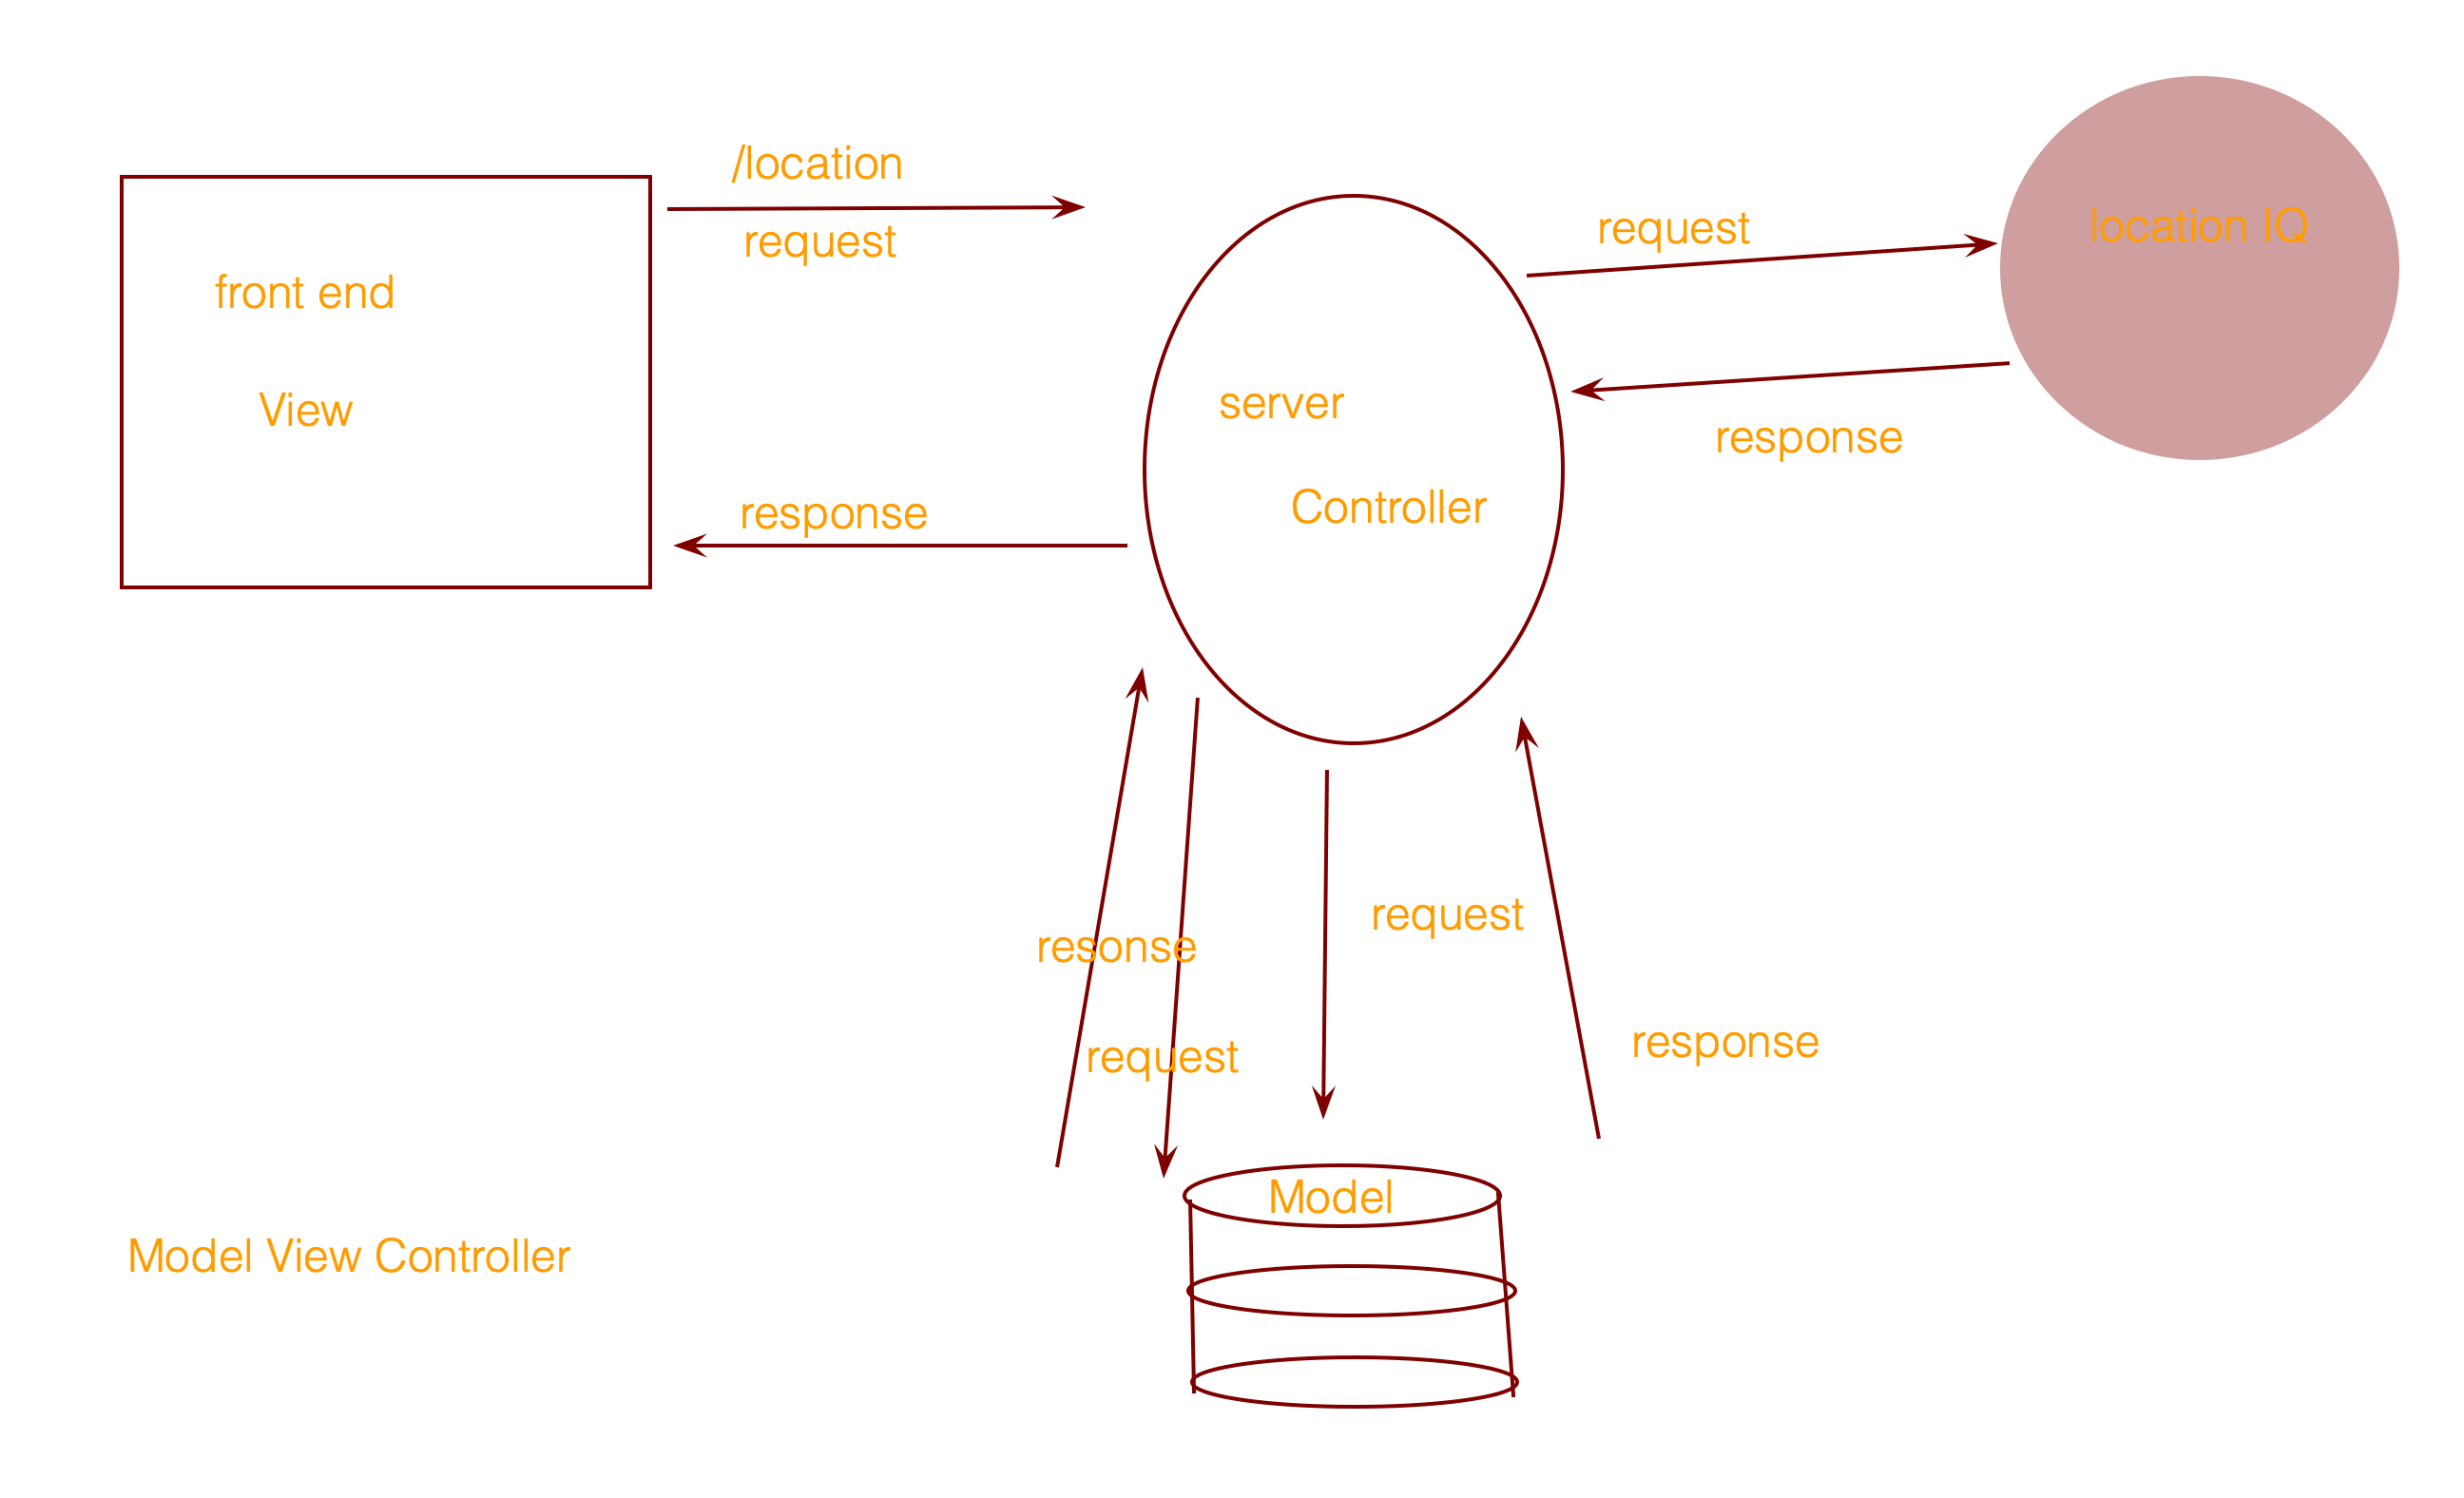 /location
request
front end
View
response
server
Controller
request
location IQ
response
resonse
request
request
response
Model
Model View Controller